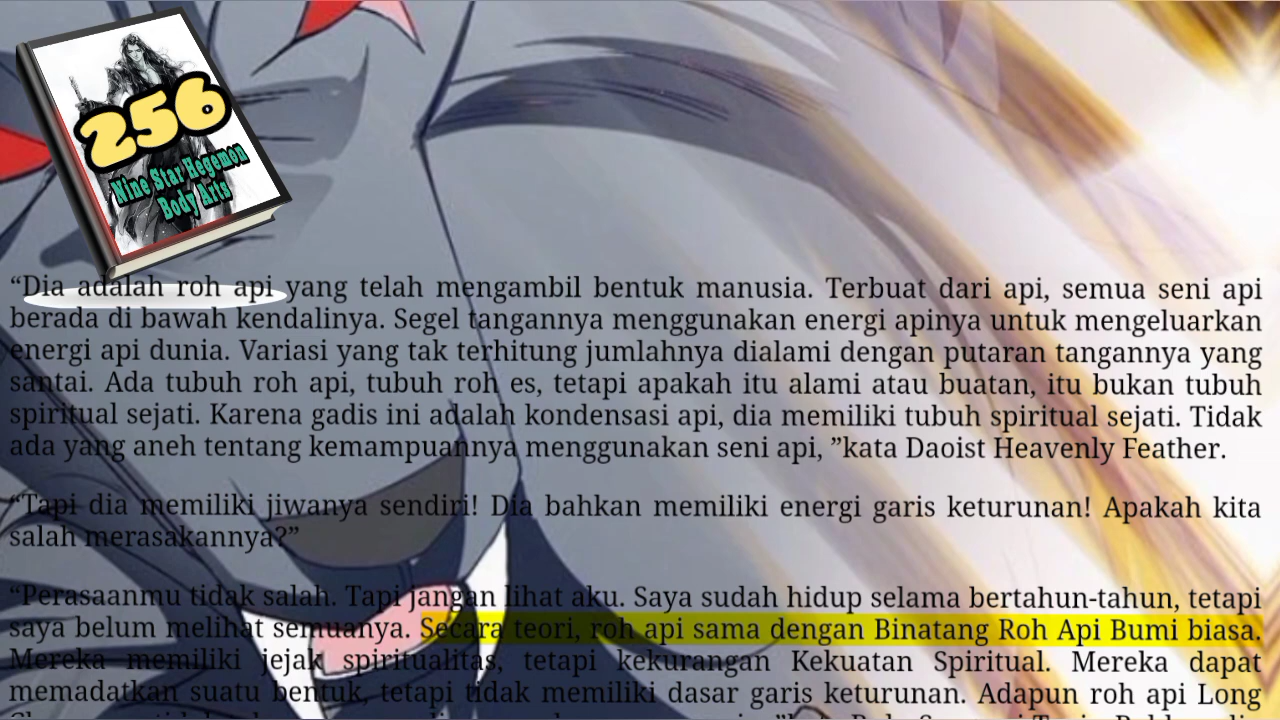 256
Nine Star Hegemon
Body Arts
“Dia adalah roh api yang telah mengambil bentuk manusia. Terbuat dari api, semua seni api
berada di bawah kendalinya. Segel tangannya menggunakan energi apinya untuk mengeluarkan
energi api dunia. Variasi yang tak terhitung jumlahnya dialami dengan putaran tangannya yang
santai. Ada tubuh roh api, tubuh roh es, tetapi apakah itu alami atau buatan, itu bukan tubuh
spiritual sejati. Karena gadis ini adalah kondensasi api, dia memiliki tubuh spiritual sejati. Tidak
ada yang aneh tentang kemampuannya menggunakan seni api, ”kata Daoist Heavenly Feather.
“Tapi dia memiliki jiwanya sendiri! Dia bahkan memiliki energi garis keturunan! Apakah kita
salah merasakannya?”
“Perasaanmu tidak salah. Tapi jangan lihat aku. Saya sudah hidup selama bertahun-tahun, tetapi
saya belum melihat semuanya. Secara teori, roh api sama dengan Binatang Roh Api Bumi biasa.
Mereka memiliki jejak spiritualitas, tetapi kekurangan Kekuatan Spiritual. Mereka dapat
memadatkan suatu bentuk, tetapi tidak memiliki dasar garis keturunan. Adapun roh api Long